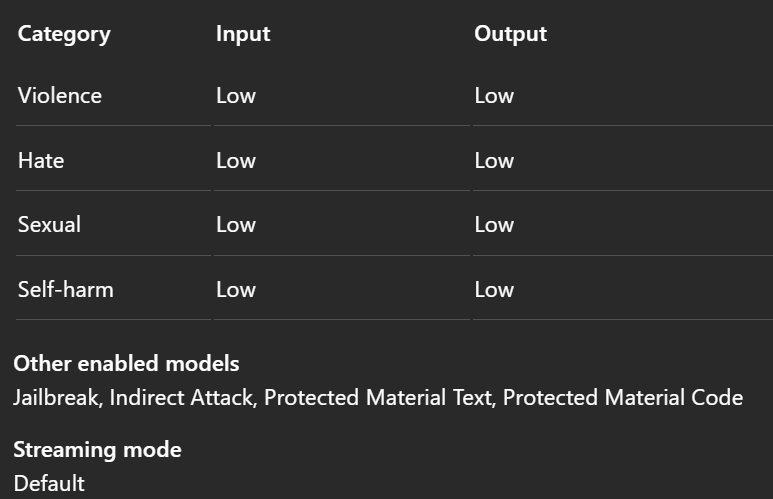 Category Input Output
Violence Low Low
Hate Low Low
Sexual Low Low
Self-harm Low Low
Other enabled models
Jailbreak, Indirect Attack, Protected Material Text, Protected Material Code
Streaming mode
Default